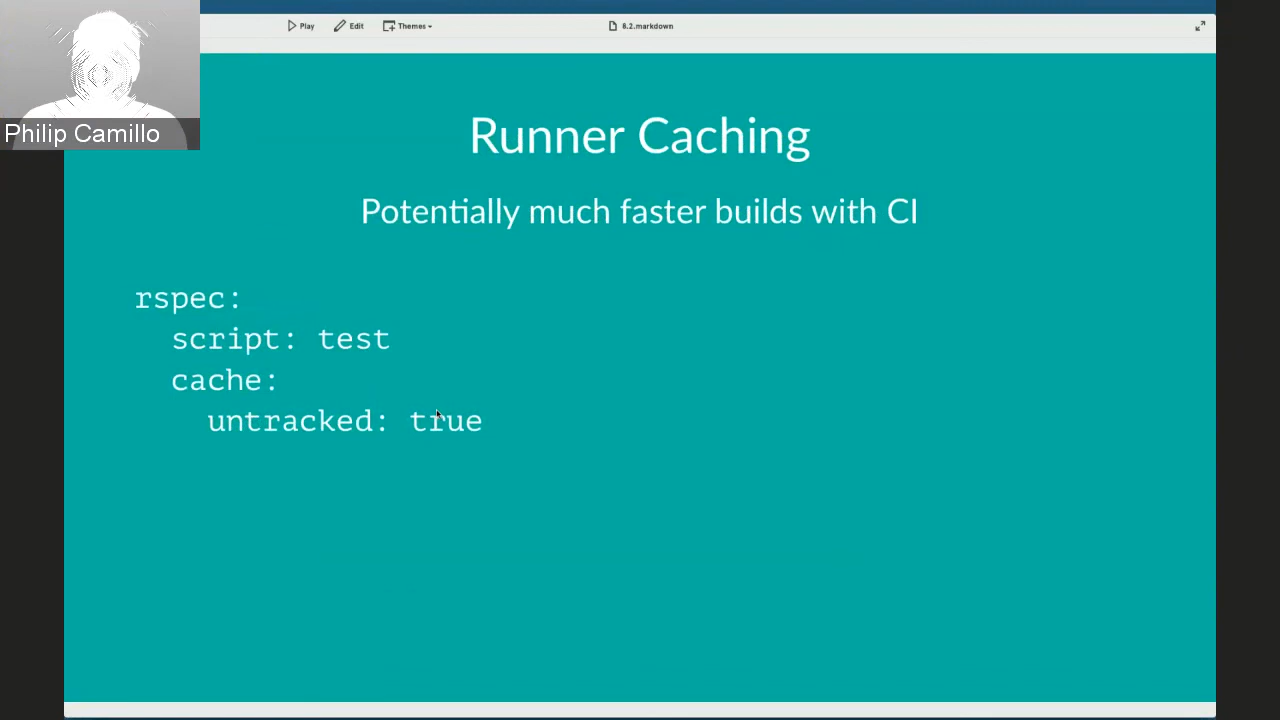 Play Edit Themes 8.2.markdown
Philip Camillo
Runner Caching
Potentially much faster builds with CI
rspec:
  script: test
  cache:
    untracked: true